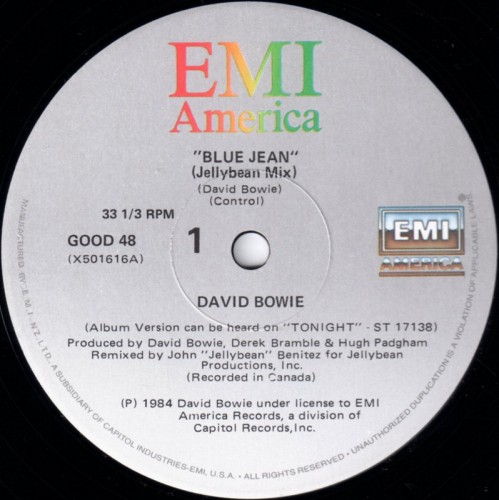 EMI
America
"BLUE JEAN"
(Jellybean Mix)
(David Bowie)
(Control)
33 1/3 RPM
GOOD 48
(X501616A)
1
EMI
AMERICA
®
DAVID BOWIE
(Album Version can be heard on "TONIGHT" - ST 17138)
Produced by David Bowie, Derek Bramble & Hugh Padgham
Remixed by John "Jellybean" Benitez for Jellybean
Productions, Inc.
(Recorded in Canada)
(P) 1984 David Bowie under license to EMI
America Records, a division of
Capitol Records,Inc.
MANUFACTURED BY E.M.I. N.Z. LTD., A SUBSIDIARY OF CAPITOL INDUSTRIES-EMI, U.S.A. • ALL RIGHTS RESERVED • UNAUTHORIZED DUPLICATION IS A VIOLATION OF APPLICABLE LAWS